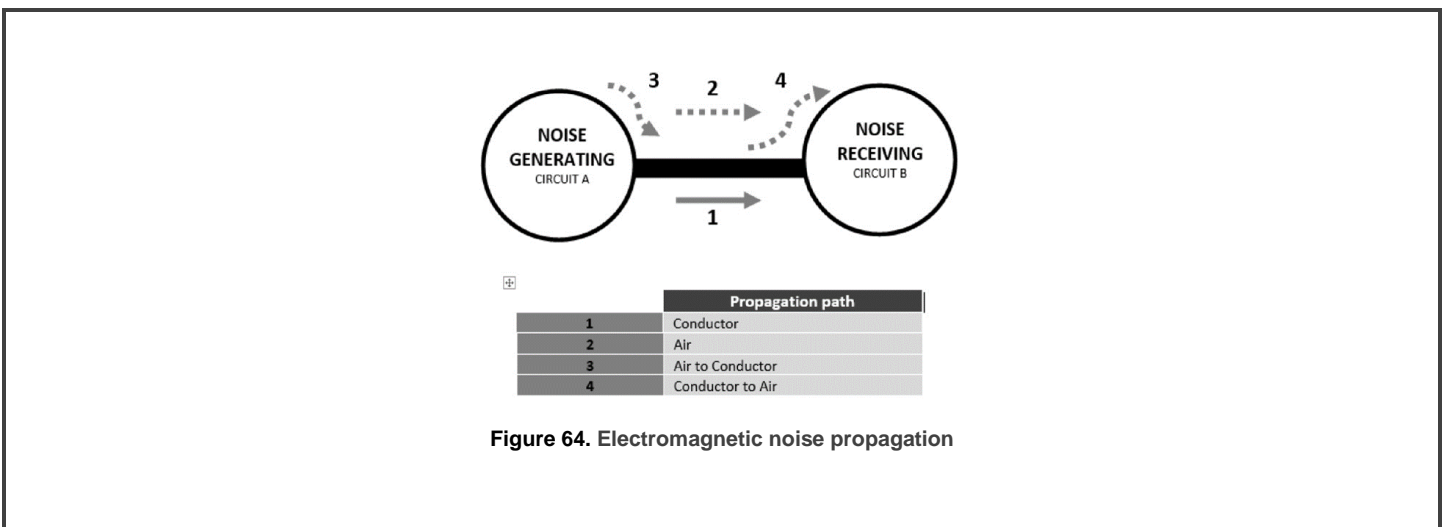 3 2 4
NOISE
GENERATING
CIRCUIT A
NOISE
RECEIVING
CIRCUIT B
1
Propagation path
1 Conductor
2 Air
3 Air to Conductor
4 Conductor to Air
Figure 64. Electromagnetic noise propagation